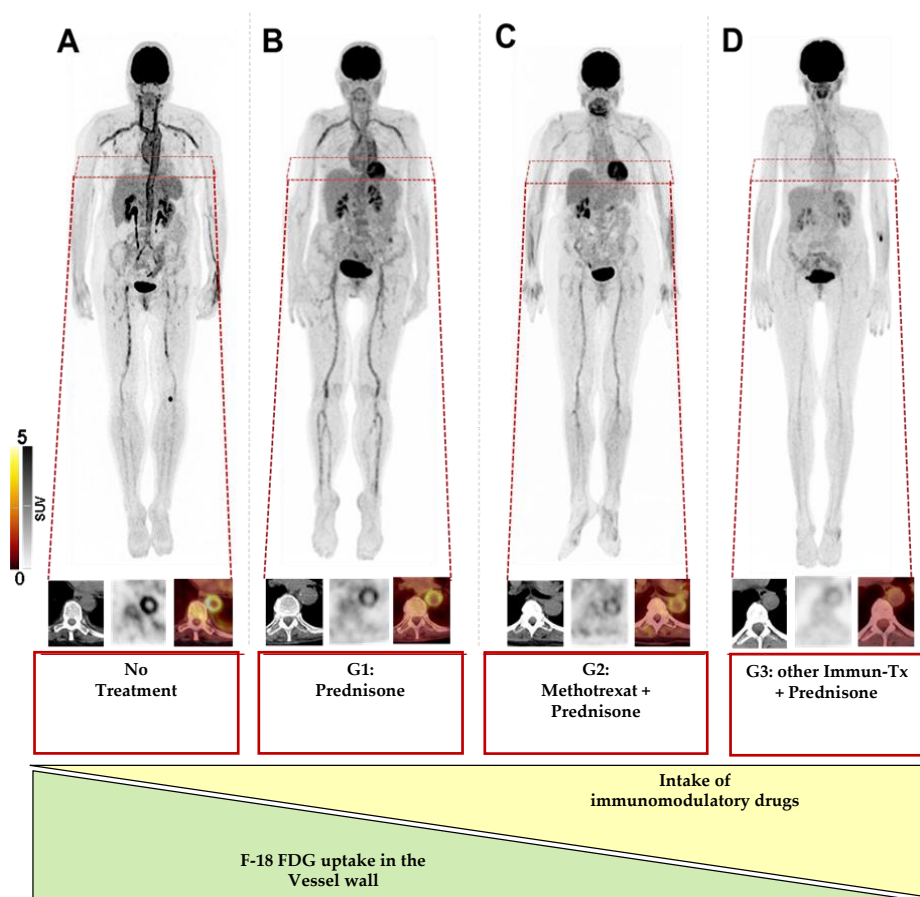 A
B
C
D
5
SUV
0
No
Treatment
G1:
Prednisone
G2:
Methotrexat +
Prednisone
G3: other Immun-Tx
+ Prednisone
Intake of
immunomodulatory drugs
F-18 FDG uptake in the
Vessel wall